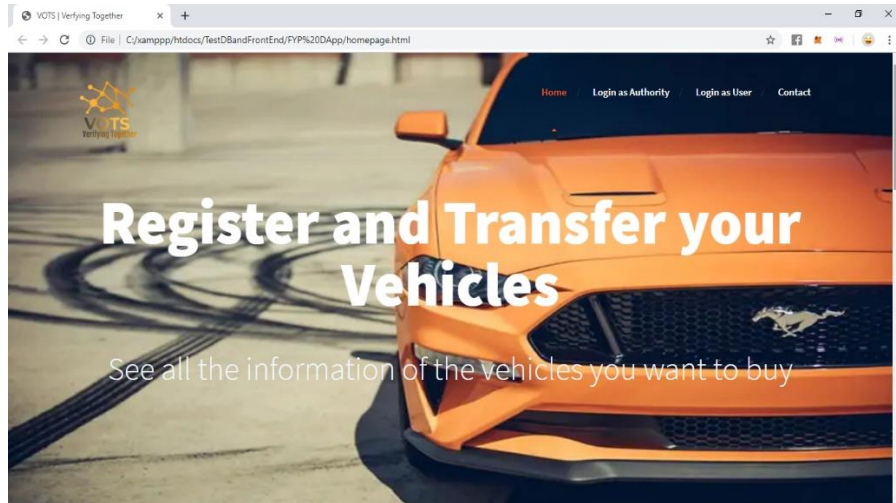 VOTS | Verfying Together
File | C:/xamppp/htdocs/TestDBandFrontEnd/FYP%20DApp/homepage.html
VOTS
Verifying Together
Home / Login as Authority / Login as User / Contact
Register and Transfer your
Vehicles
See all the information of the vehicles you want to buy